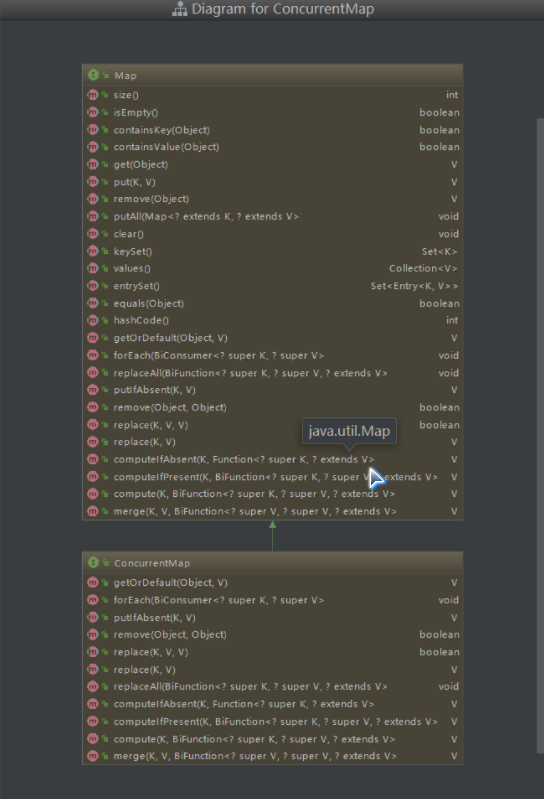 Diagram for ConcurrentMap
Map
size() int
isEmpty() boolean
containsKey(Object) boolean
containsValue(Object) boolean
get(Object) V
put(K, V) V
remove(Object) V
putAll(Map<? extends K, ? extends V> void
clear() void
keySet() Set<K>
values() Collection<V>
entrySet() Set<Entry<K, V>>
equals(Object) boolean
hashCode() int
getOrDefault(Object, V) V
forEach(BiConsumer<? super K, ? super V> void
replaceAll(BiFunction<? super K, ? super V, ? extends V> void
putIfAbsent(K, V) V
remove(Object, Object) boolean
replace(K, V, V) boolean
java.util.Map
replace(K, V) V
computeIfAbsent(K, Function<? super K, ? extends V> V
computeIfPresent(K, BiFunction<? super K, ? super V, ? extends V> V
compute(K, BiFunction<? super K, ? super V, ? extends V> V
merge(K, V, BiFunction<? super V, ? super V, ? extends V> V
ConcurrentMap
getOrDefault(Object, V) V
forEach(BiConsumer<? super K, ? super V> void
putIfAbsent(K, V) V
remove(Object, Object) boolean
replace(K, V, V) boolean
replace(K, V) V
replaceAll(BiFunction<? super K, ? super V, ? extends V> void
computeIfAbsent(K, Function<? super K, ? extends V> V
computeIfPresent(K, BiFunction<? super K, ? super V, ? extends V> V
compute(K, BiFunction<? super K, ? super V, ? extends V> V
merge(K, V, BiFunction<? super V, ? super V, ? extends V> V